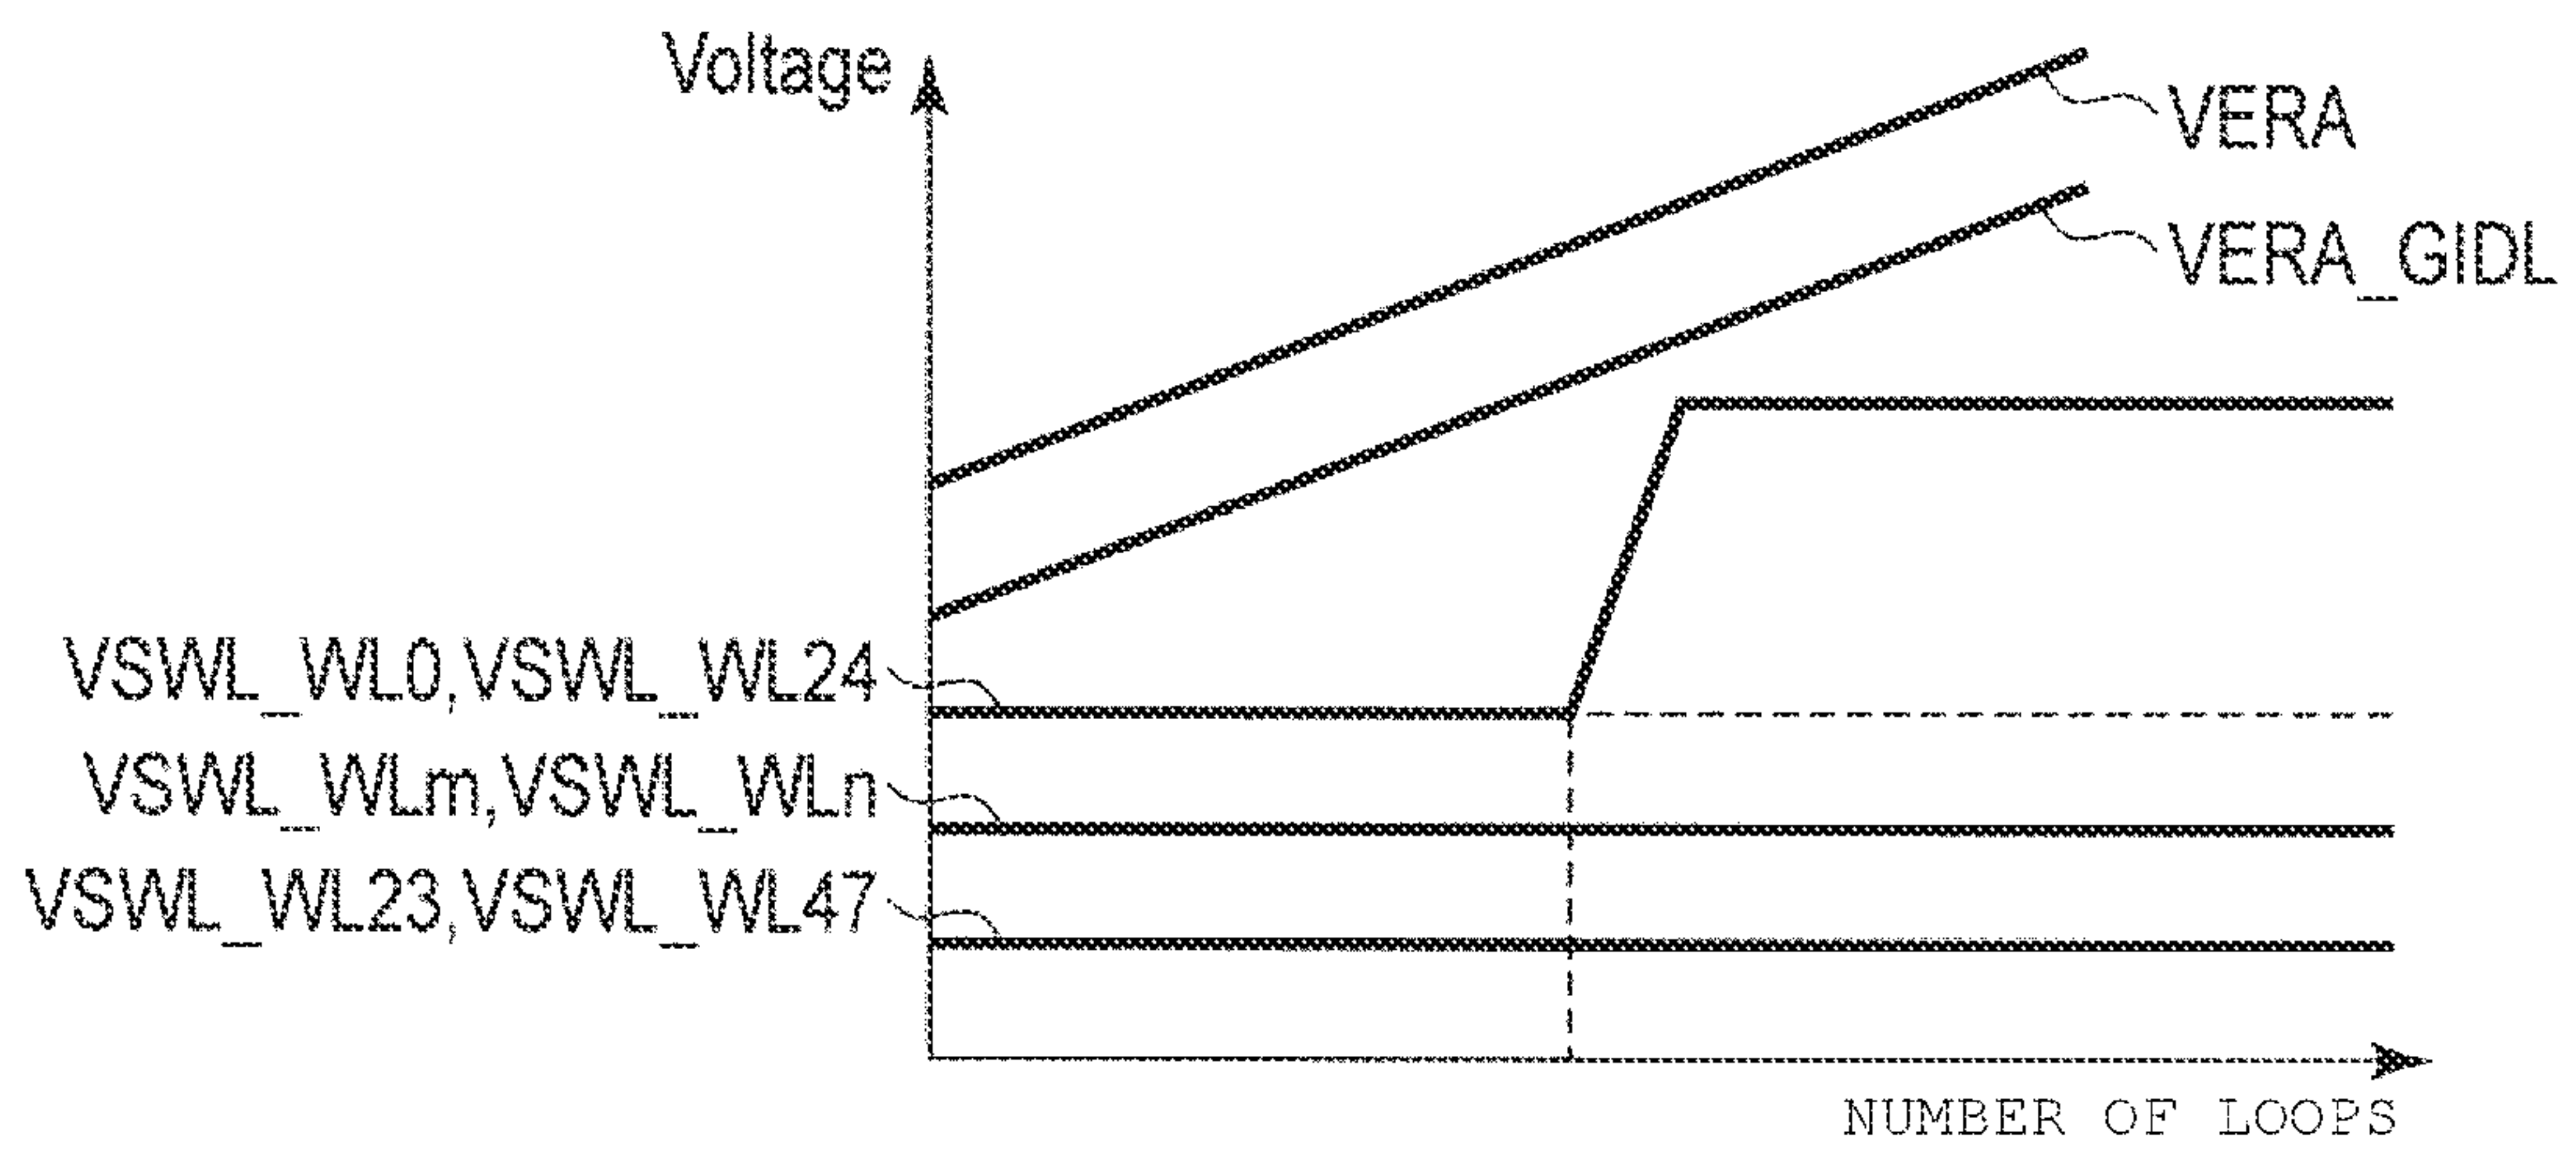 Voltage
VERA
VERA_GIDL
VSWL_WL0,VSWL_WL24
VSWL_WLm,VSWL_WLn
VSWL_WL23,VSWL_WL47
NUMBER OF LOOPS